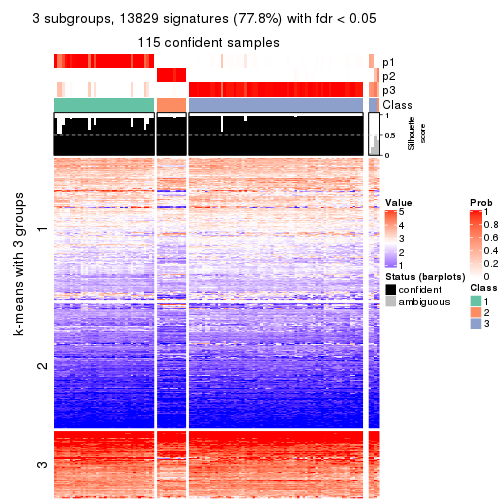 3 subgroups, 13829 signatures (77.8%) with fdr < 0.05
115 confident samples
p1
p2
p3
Class
1
0.5
0
Silhouette
score
k-means with 3 groups
1
2
3
Value
5
4
3
2
1
Status (barplots)
confident
ambiguous
Prob
1
0.8
0.6
0.4
0.2
0
Class
1
2
3